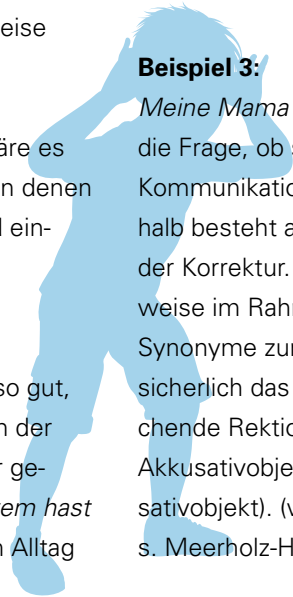 eise
äre es
n denen
l ein-
so gut,
n der
r ge-
em hast
n Alltag
Beispiel 3:
Meine Mama
die Frage, ob s
Kommunikatio
halb besteht a
der Korrektur.
weise im Rahr
Synonyme zur
sicherlich das
chende Rektio
Akkusativobje
sativobjekt). (v
s. Meerholz-H